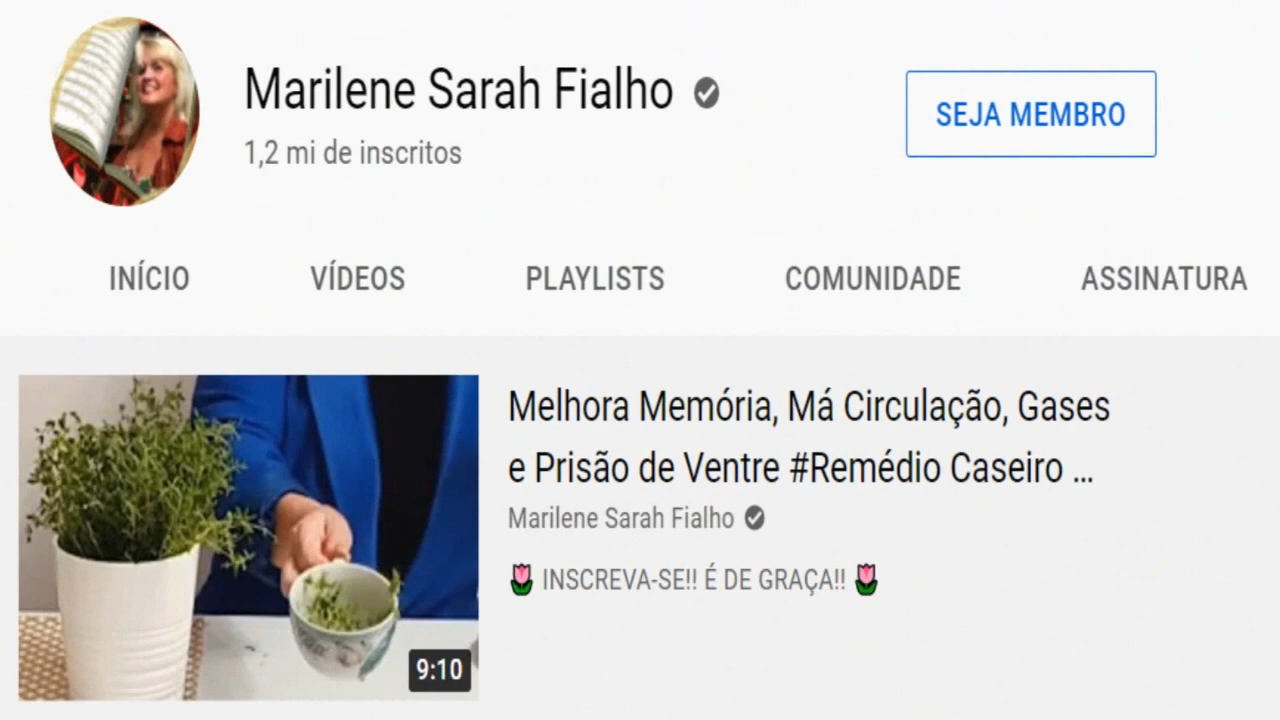 Marilene Sarah Fialho
1,2 mi de inscritos
SEJA MEMBRO
INÍCIO VÍDEOS PLAYLISTS COMUNIDADE ASSINATURA
Melhora Memória, Má Circulação, Gases
e Prisão de Ventre #Remédio Caseiro ...
Marilene Sarah Fialho
🌷 INSCREVA-SE!! É DE GRAÇA!! 🌷
9:10